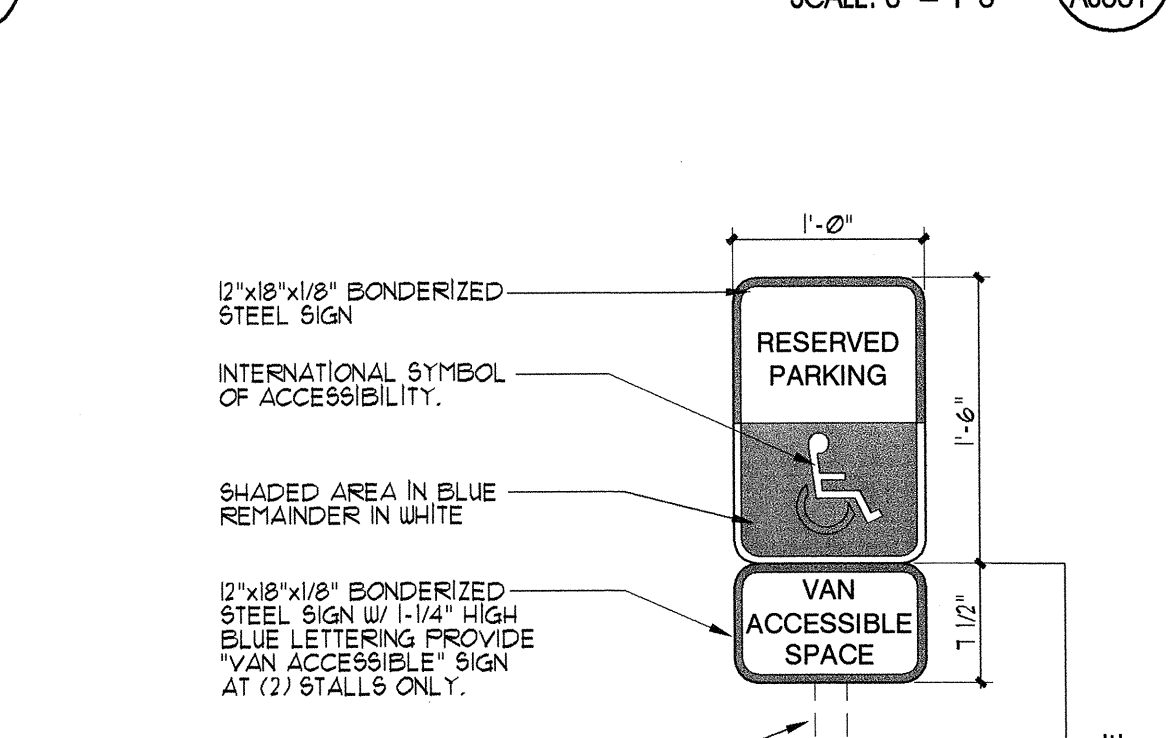 1'-0"
12"x18"x1/8" BONDERIZED
STEEL SIGN
RESERVED
PARKING
INTERNATIONAL SYMBOL
OF ACCESSIBILITY.
1'-6"
SHADED AREA IN BLUE
REMAINDER IN WHITE
12"x18"x1/8" BONDERIZED
STEEL SIGN W/ 1-1/4" HIGH
BLUE LETTERING PROVIDE
"VAN ACCESSIBLE" SIGN
AT (2) STALLS ONLY.
VAN
ACCESSIBLE
SPACE
7 1/2"